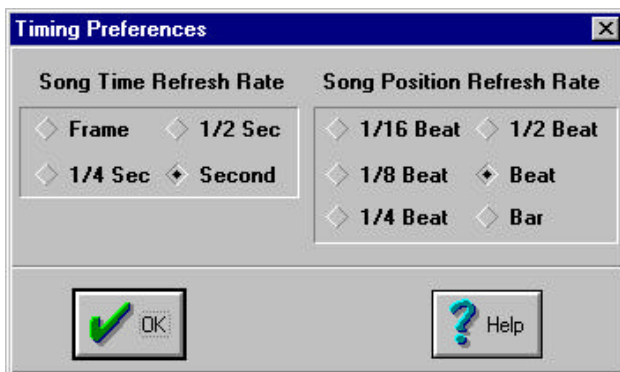 Timing Preferences
Song Time Refresh Rate
Frame
1/2 Sec
1/4 Sec
Second
Song Position Refresh Rate
1/16 Beat
1/2 Beat
1/8 Beat
Beat
1/4 Beat
Bar
OK
Help